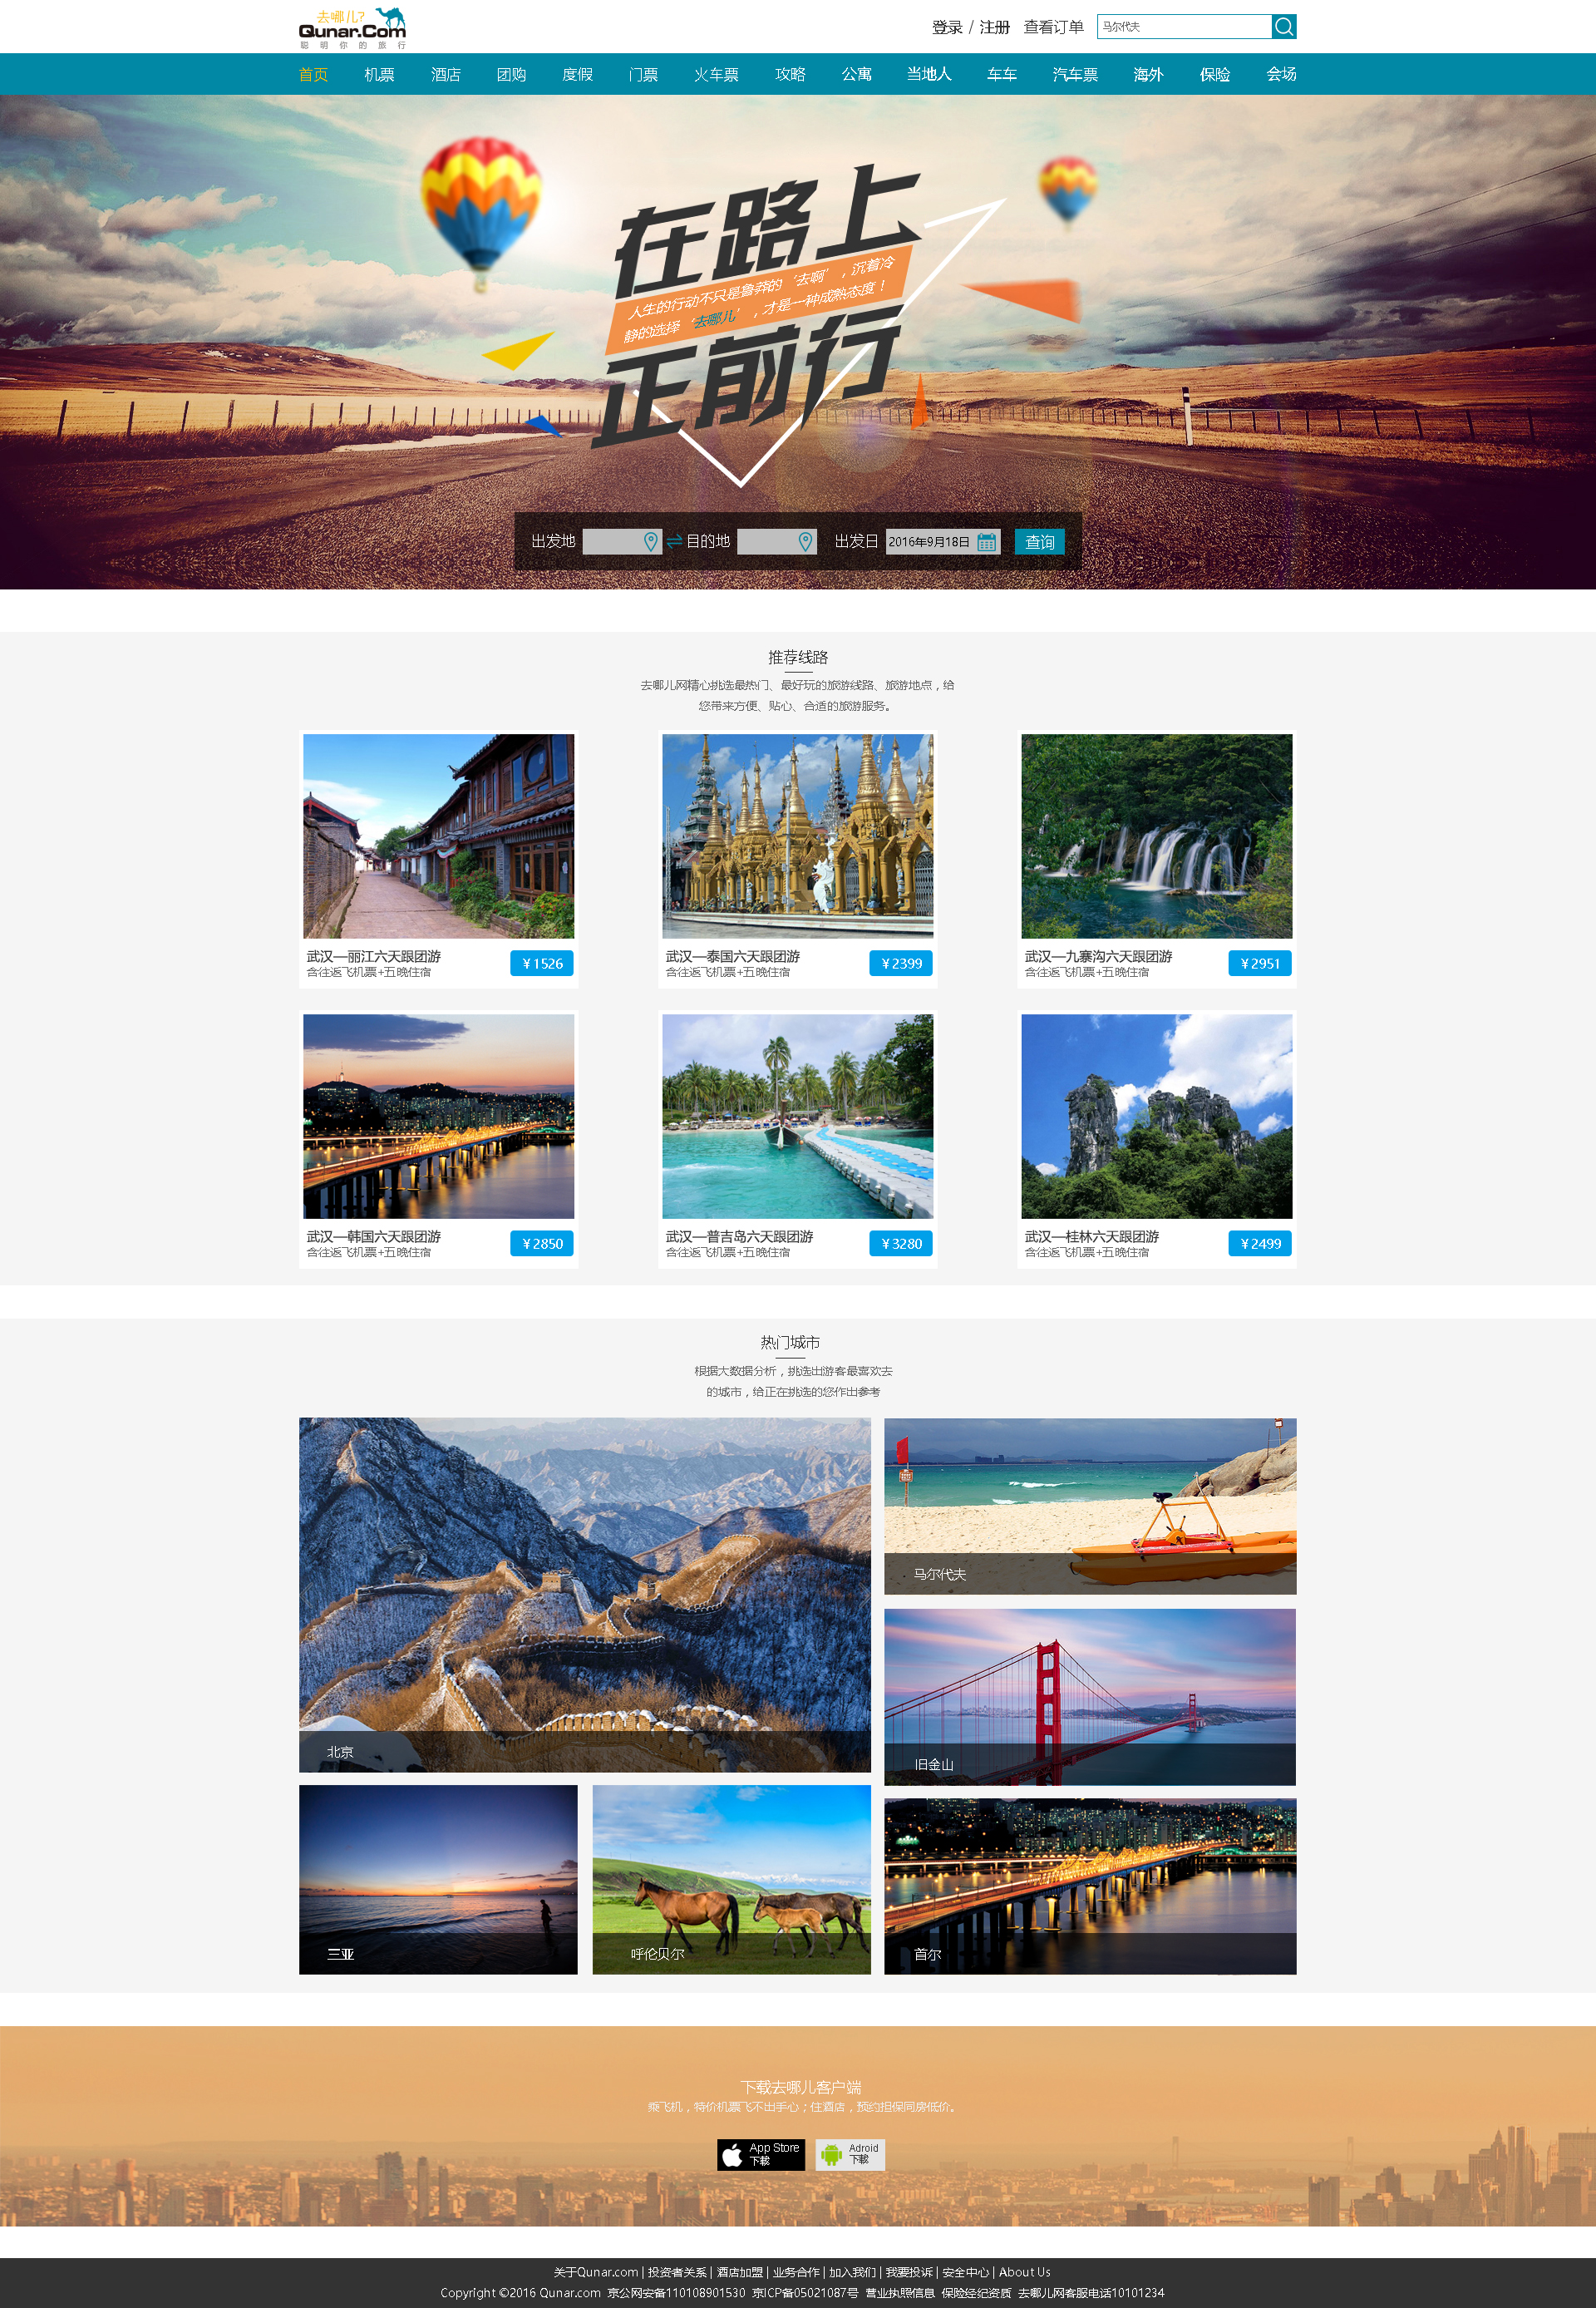 去哪儿?
Qunar.Com
聪明你的旅行
登录 / 注册 查看订单 马尔代夫
首页 机票 酒店 团购 度假 门票 火车票 攻略 公寓 当地人 车车 汽车票 海外 保险 会场
在路上
人生的行动不只是鲁莽的‘去啊’，沉着冷
静的选择‘去哪儿’，才是一种成熟态度！
正前行
出发地 目的地 出发日 2016年9月18日 查询
推荐线路
去哪儿网精心挑选最热门、最好玩的旅游线路、旅游地点，给
您带来方便、贴心、合适的旅游服务。
武汉—丽江六天跟团游
含往返飞机票+五晚住宿
¥1526
武汉—泰国六天跟团游
含往返飞机票+五晚住宿
¥2399
武汉—九寨沟六天跟团游
含往返飞机票+五晚住宿
¥2951
武汉—韩国六天跟团游
含往返飞机票+五晚住宿
¥2850
武汉—普吉岛六天跟团游
含往返飞机票+五晚住宿
¥3280
武汉—桂林六天跟团游
含往返飞机票+五晚住宿
¥2499
热门城市
根据大数据分析，挑选出游客最喜欢去
的城市，给正在挑选的您作出参考
北京
马尔代夫
旧金山
三亚
呼伦贝尔
首尔
下载去哪儿客户端
乘飞机，特价机票飞不出手心；住酒店，预约担保同房低价。
App Store
下載
Adroid
下載
关于Qunar.com | 投资者关系 | 酒店加盟 | 业务合作 | 加入我们 | 我要投诉 | 安全中心 | About Us
Copyright ©2016 Qunar.com 京公网安备110108901530 京ICP备05021087号 营业执照信息 保险经纪资质 去哪儿网客服电话10101234